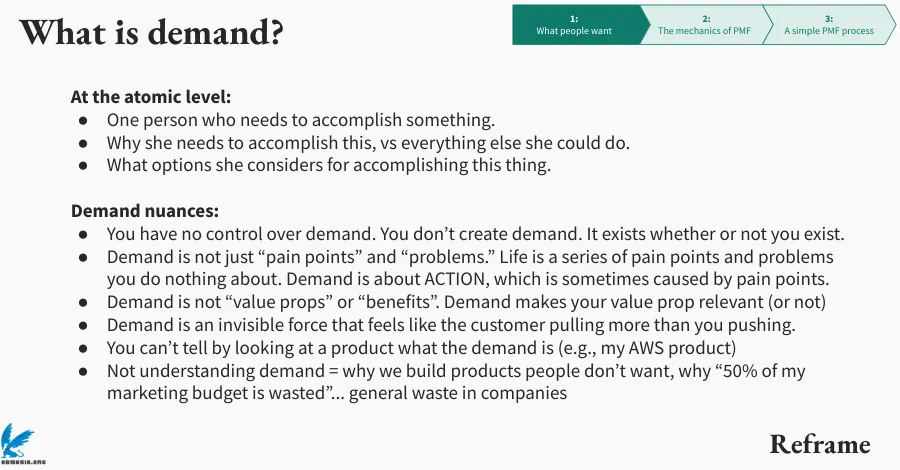 What is demand?
1:
What people want
2:
The mechanics of PMF
3:
A simple PMF process
At the atomic level:
● One person who needs to accomplish something.
● Why she needs to accomplish this, vs everything else she could do.
● What options she considers for accomplishing this thing.
Demand nuances:
● You have no control over demand. You don’t create demand. It exists whether or not you exist.
● Demand is not just “pain points” and “problems.” Life is a series of pain points and problems
you do nothing about. Demand is about ACTION, which is sometimes caused by pain points.
● Demand is not “value props” or “benefits”. Demand makes your value prop relevant (or not)
● Demand is an invisible force that feels like the customer pulling more than you pushing.
● You can’t tell by looking at a product what the demand is (e.g., my AWS product)
● Not understanding demand = why we build products people don’t want, why “50% of my
marketing budget is wasted”... general waste in companies
Reframe